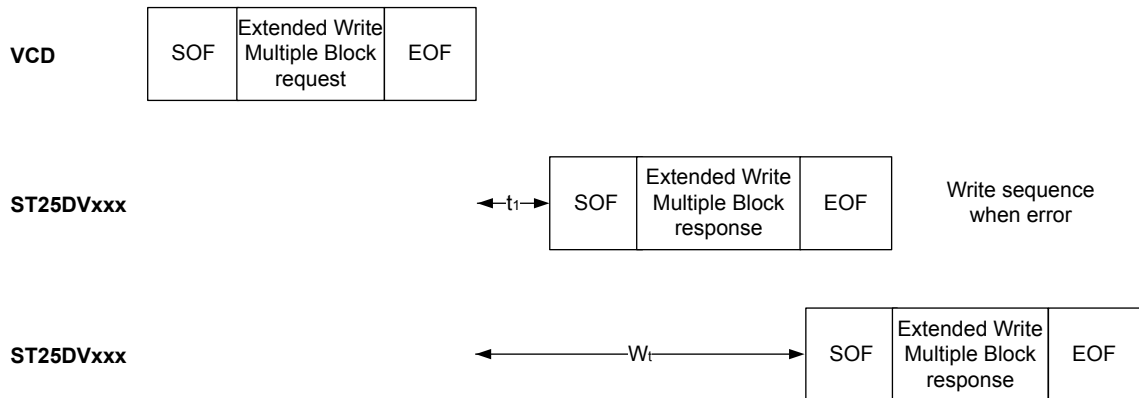 VCD
SOF
Extended Write
Multiple Block
request
EOF
ST25DVxxx
t1
SOF
Extended Write
Multiple Block
response
EOF
Write sequence
when error
ST25DVxxx
Wt
SOF
Extended Write
Multiple Block
response
EOF